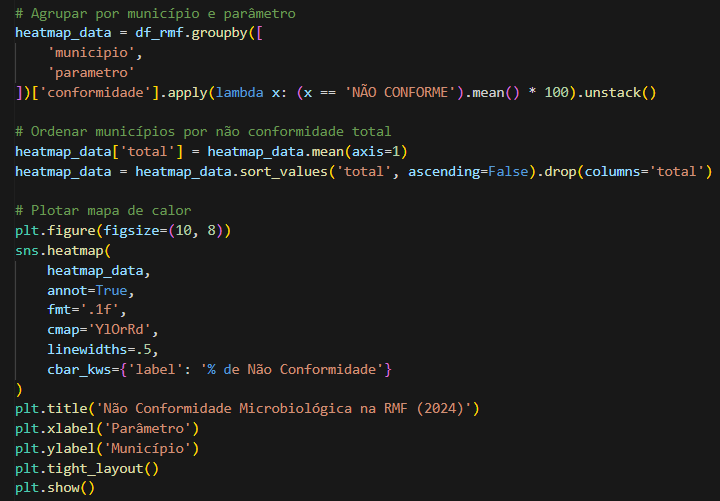 # Agrupar por município e parâmetro
heatmap_data = df_rmf.groupby([
    'municipio',
    'parametro'
])['conformidade'].apply(lambda x: (x == 'NÃO CONFORME').mean() * 100).unstack()
# Ordenar municípios por não conformidade total
heatmap_data['total'] = heatmap_data.mean(axis=1)
heatmap_data = heatmap_data.sort_values('total', ascending=False).drop(columns='total')
# Plotar mapa de calor
plt.figure(figsize=(10, 8))
sns.heatmap(
    heatmap_data,
    annot=True,
    fmt='.1f',
    cmap='YlOrRd',
    linewidths=.5,
    cbar_kws={'label': '% de Não Conformidade'}
)
plt.title('Não Conformidade Microbiológica na RMF (2024)')
plt.xlabel('Parâmetro')
plt.ylabel('Município')
plt.tight_layout()
plt.show()